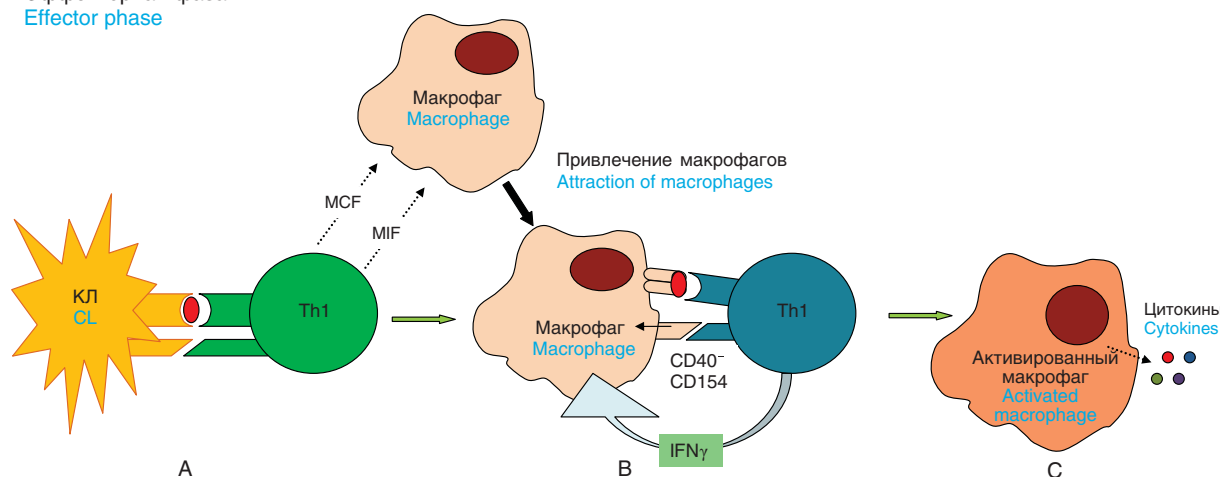 Effector phase
Макрофаг
Macrophage
Привлечение макрофагов
Attraction of macrophages
MCF
MIF
КЛ
CL
Th1
Макрофаг
Macrophage
CD40⁻
CD154
Th1
IFNγ
Активированный
макрофаг
Activated
macrophage
Цитокинь
Cytokines
A
B
C